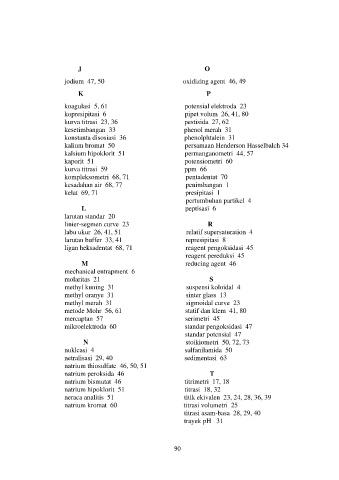 J
jodium 47, 50
K
koagulasi 5, 61
kopresipitasi 6
kurva titrasi 23, 36
kesetimbangan 33
konstanta disosiasi 36
kalium bromat 50
kalsium hipoklorit 51
kaporit 51
kurva titrasi 59
kompleksometri 68, 71
kesadahan air 68, 77
kelat 69, 71
L
larutan standar 20
linier-segmen curve 23
labu ukur 26, 41, 51
larutan buffer 33, 41
ligan heksadentat 68, 71
M
mechanical entrapment 6
molaritas 21
methyl kuning 31
methyl oranye 31
methyl merah 31
metode Mohr 56, 61
mercaptan 57
mikroelektroda 60
N
nukleasi 4
netralisasi 29, 40
natrium thiosulfate 46, 50, 51
natrium peroksida 46
natrium bismutat 46
natrium hipoklorit 51
neraca analitis 51
natrium kromat 60
O
oxidizing agent 46, 49
P
potensial elektroda 23
pipet volum 26, 41, 80
pestisida 27, 62
phenol merah 31
phenolphtalein 31
persamaan Henderson Hasselbalch 34
permanganometri 44, 57
potensiometri 60
ppm 66
pentadentat 70
penimbangan 1
presipitasi 1
pertumbuhan partikel 4
peptisasi 6
R
relatif supersaturation 4
represipitasi 8
reagent pengoksidasi 45
reagent pereduksi 45
reducing agent 46
S
suspensi koloidal 4
sinter glass 13
sigmoidal curve 23
statif dan klem 41, 80
serimetri 45
standar pengoksidasi 47
standar potensial 47
stoikiometri 50, 72, 73
sulfanilamida 50
sedimentasi 63
T
titrimetri 17, 18
titrasi 18, 32
titik ekivalen 23, 24, 28, 36, 39
titrasi volumetri 25
titrasi asam-basa 28, 29, 40
trayek pH 31
90